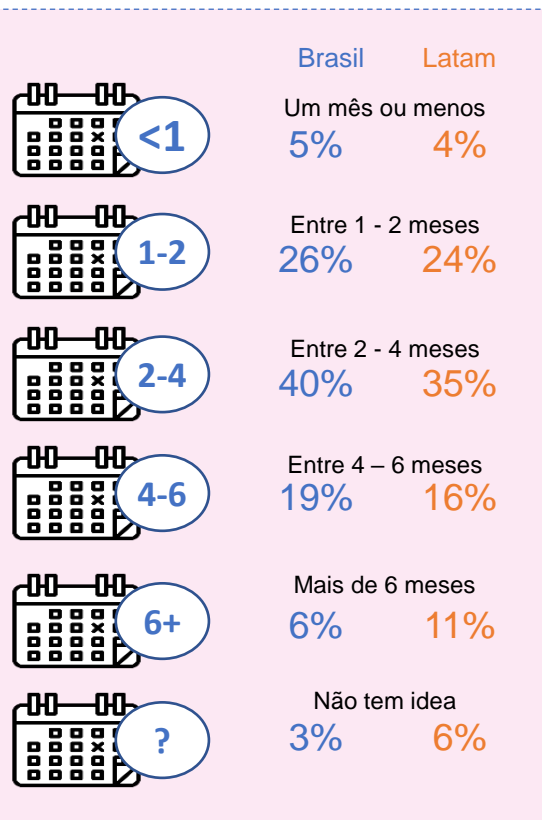 Brasil Latam
<1
Um mês ou menos
5% 4%
1-2
Entre 1 - 2 meses
26% 24%
2-4
Entre 2 - 4 meses
40% 35%
4-6
Entre 4 – 6 meses
19% 16%
6+
Mais de 6 meses
6% 11%
?
Não tem idea
3% 6%